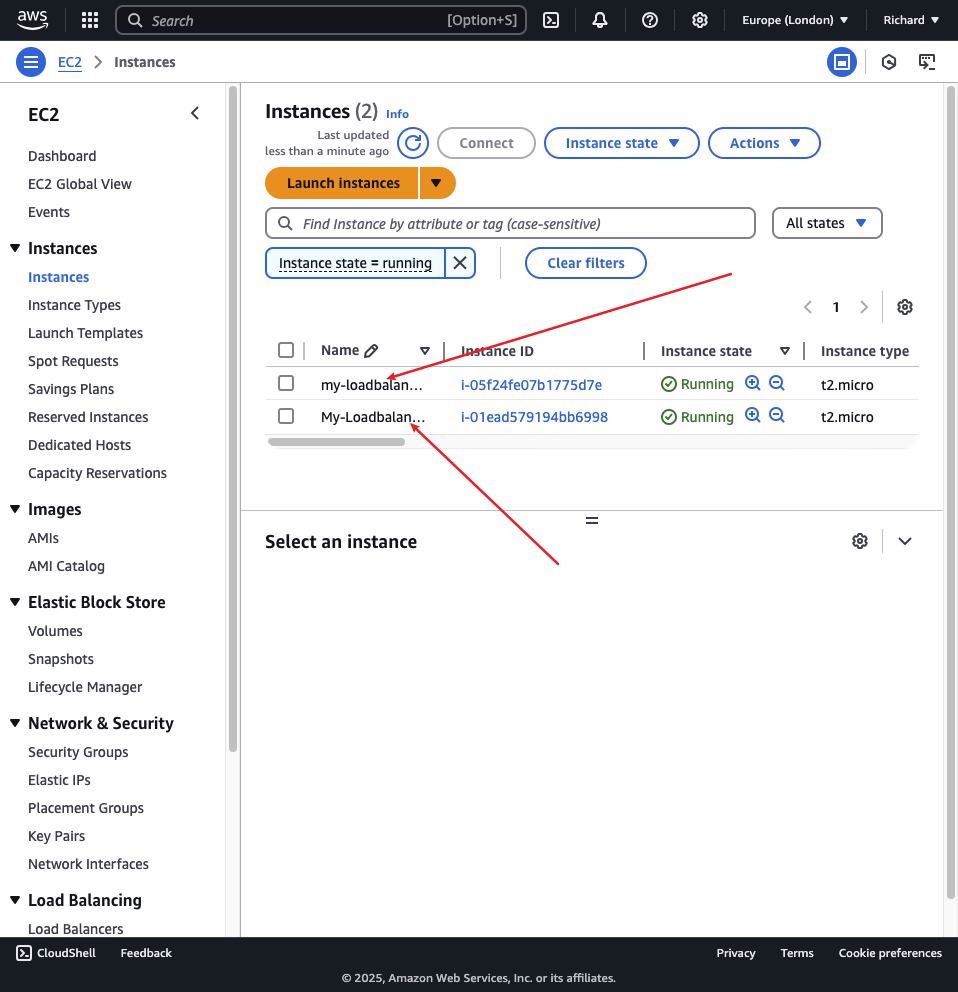 aws
Search [Option+S]
Europe (London)
Richard
EC2 Instances
EC2
Dashboard
EC2 Global View
Events
Instances
Instances
Instance Types
Launch Templates
Spot Requests
Savings Plans
Reserved Instances
Dedicated Hosts
Capacity Reservations
Images
AMIs
AMI Catalog
Elastic Block Store
Volumes
Snapshots
Lifecycle Manager
Network & Security
Security Groups
Elastic IPs
Placement Groups
Key Pairs
Network Interfaces
Load Balancing
Load Balancers
Instances (2) Info
Last updated
less than a minute ago
Connect
Instance state
Actions
Launch instances
Find Instance by attribute or tag (case-sensitive)
All states
Instance state = running
Clear filters
1
Name Instance ID Instance state Instance type
my-loadbalan... i-05f24fe07b1775d7e Running t2.micro
My-Loadbalan... i-01ead579194bb6998 Running t2.micro
Select an instance
CloudShell Feedback Privacy Terms Cookie preferences
© 2025, Amazon Web Services, Inc. or its affiliates.